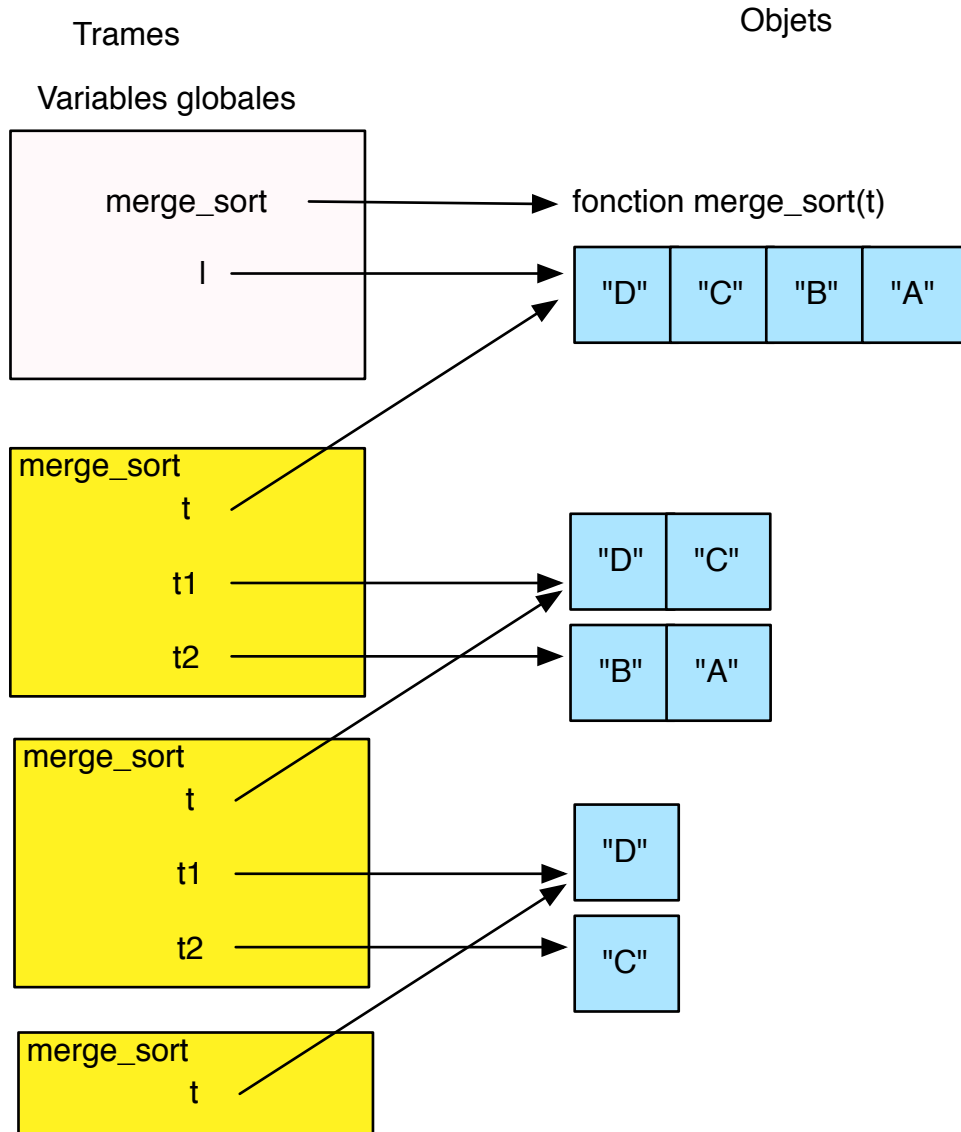 Trames
Objets
Variables globales
merge_sort
fonction merge_sort(t)
l
"D" "C" "B" "A"
merge_sort
t
t1
"D" "C"
t2
"B" "A"
merge_sort
t
t1
"D"
t2
"C"
merge_sort
t